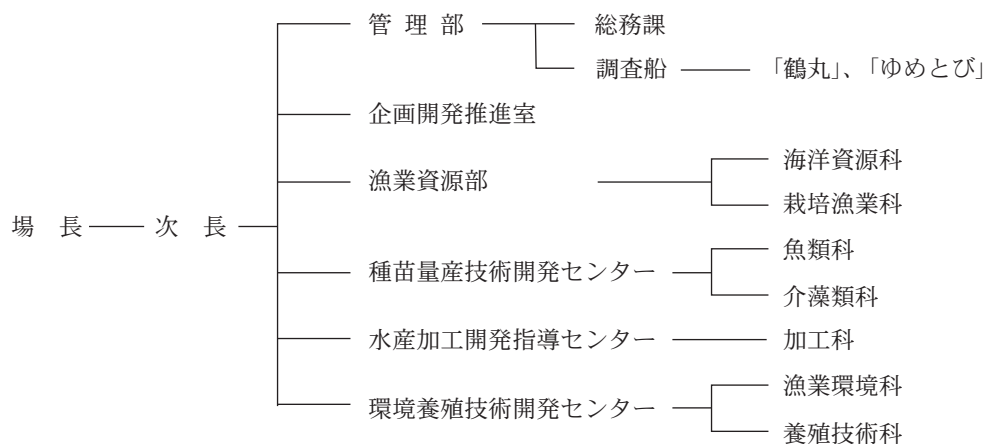 管 理 部 総務課
調査船 「鶴丸」、「ゆめとび」
企画開発推進室
漁業資源部 海洋資源科
栽培漁業科
場 長 次 長
種苗量産技術開発センター 魚類科
介藻類科
水産加工開発指導センター 加工科
環境養殖技術開発センター 漁業環境科
養殖技術科